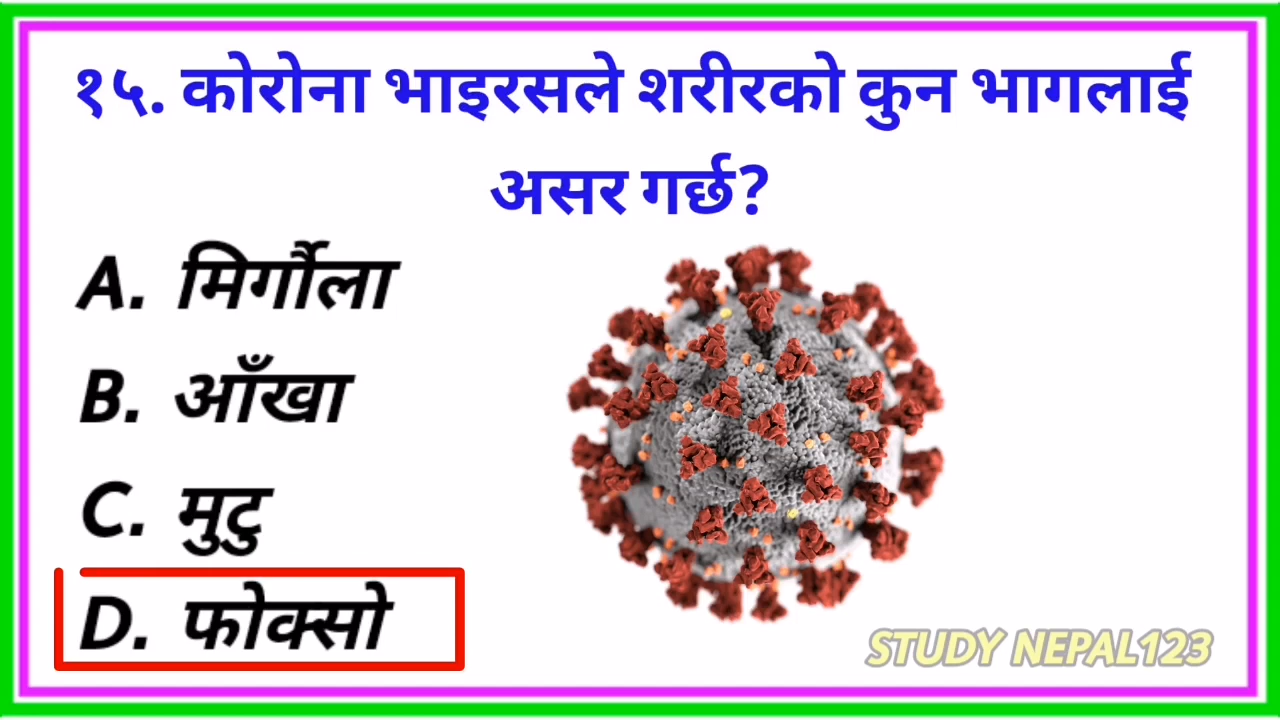 १५. कोरोना भाइरसले शरीरको कुन भागलाई
असर गर्छ?
A. मिर्गौला
B. आँखा
C. मुटु
D. फोक्सो
STUDY NEPAL123